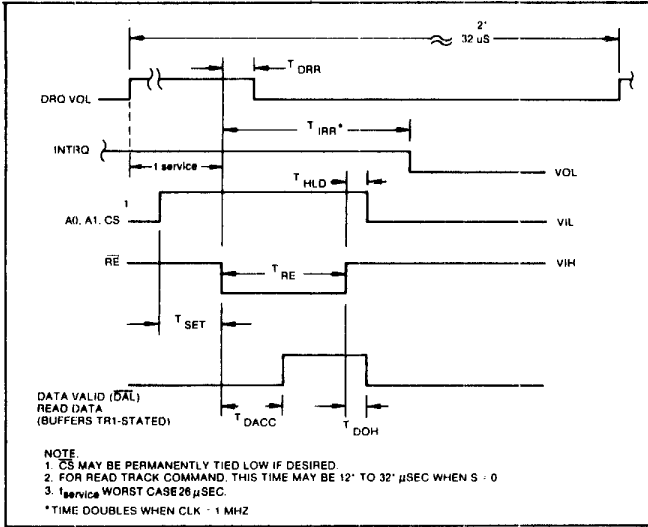 2*
32 uS
T DRR
DRQ VOL
T IRR*
INTRQ
t service
VOL
T HLD
1
A0, A1, CS
VIL
RE
T RE
VIH
T SET
DATA VALID (DAL)
READ DATA
(BUFFERS TR1-STATED)
T DACC
T DOH
NOTE.
1. CS MAY BE PERMANENTLY TIED LOW IF DESIRED.
2. FOR READ TRACK COMMAND, THIS TIME MAY BE 12* TO 32* µSEC WHEN S = 0
3. tservice WORST CASE 26 µSEC.
*TIME DOUBLES WHEN CLK = 1 MHZ